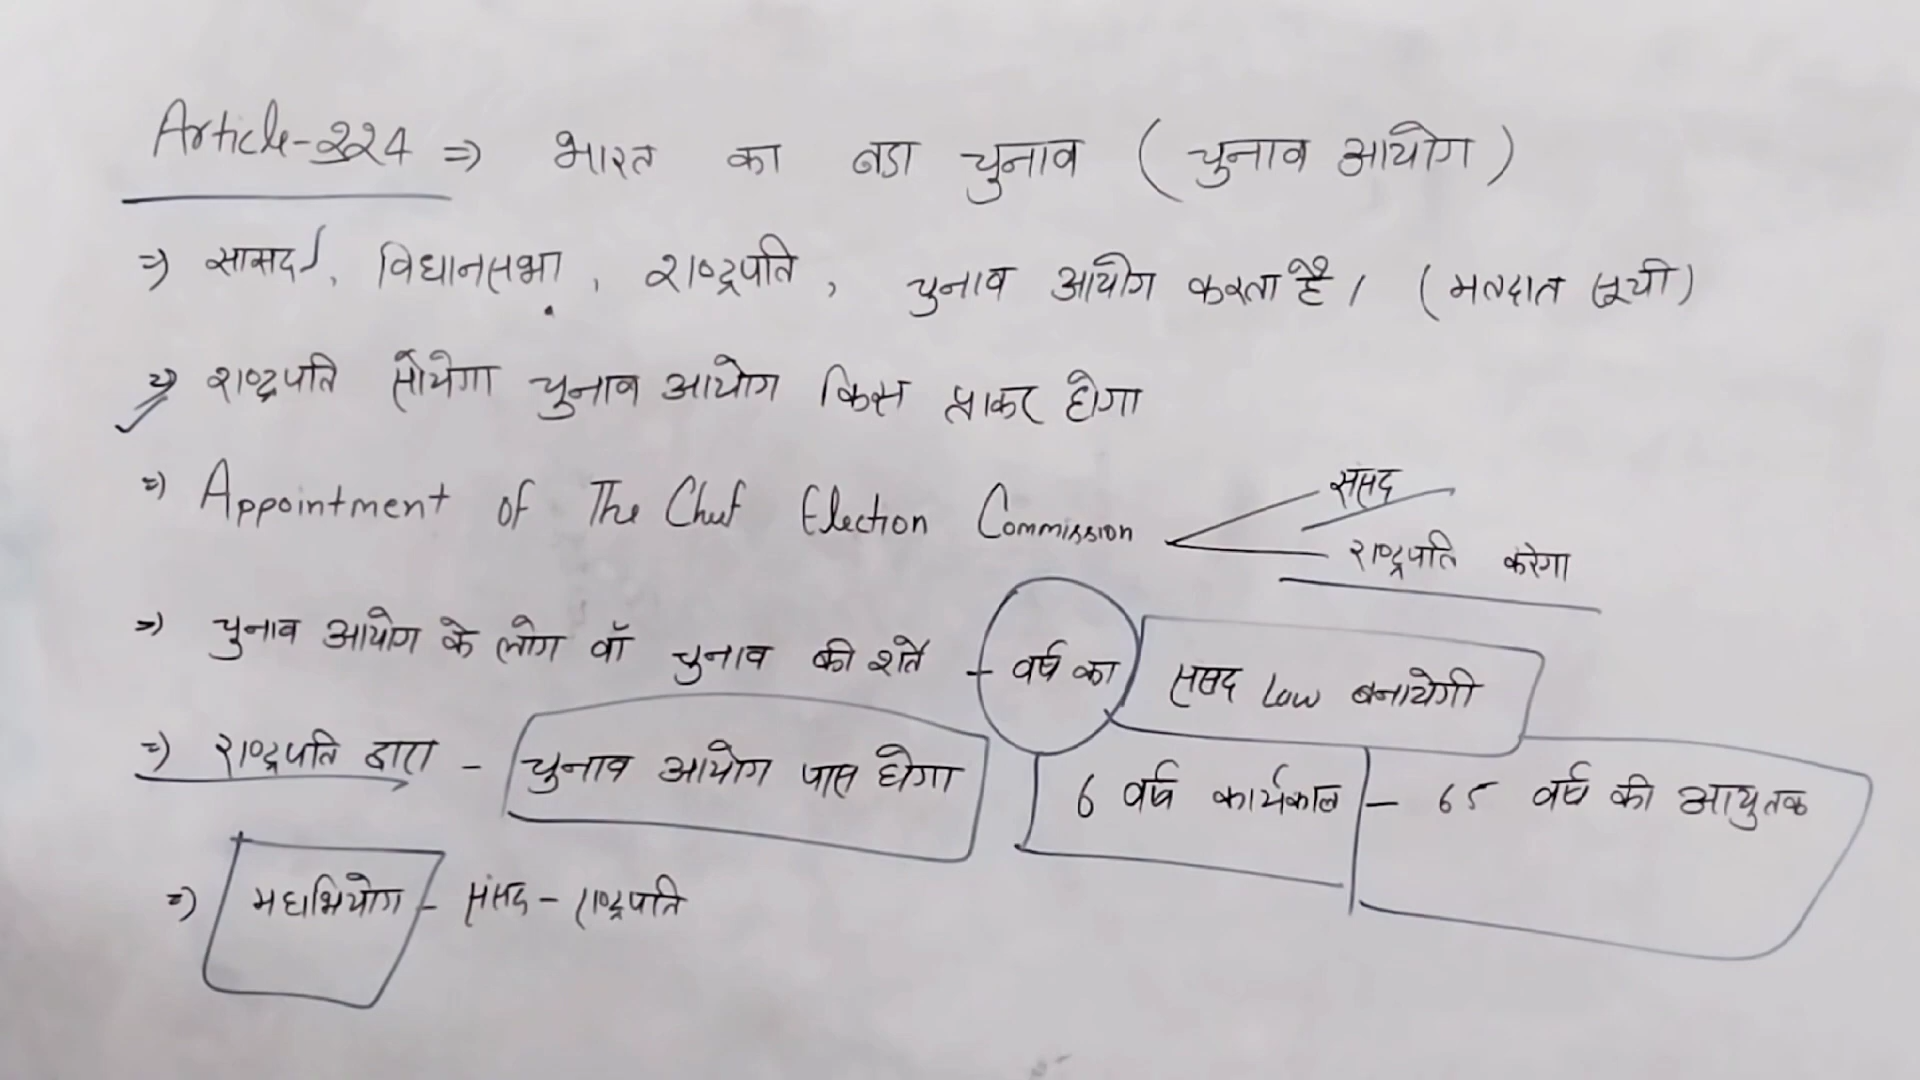 Article-324 => भारत का बडा चुनाव (चुनाव आयोग)
=> सासद, विधानसभा, राष्ट्रपति, चुनाव आयोग करता है। (मतदात सूची)
=> राष्ट्रपति सोचेगा चुनाव आयोग किस प्राकर होगा
=> Appointment of The Chief Election Commission
संसद
राष्ट्रपति करेगा
=> चुनाव आयोग के लोग वॉ चुनाव की शर्ते - वर्ष का संसद Law बनायेगी
=> राष्ट्रपति द्वारा - चुनाव आयोग पास होगा 6 वर्ष कार्यकाल - 65 वर्ष की आयु तक
=> महाभियोग - संसद - राष्ट्रपति